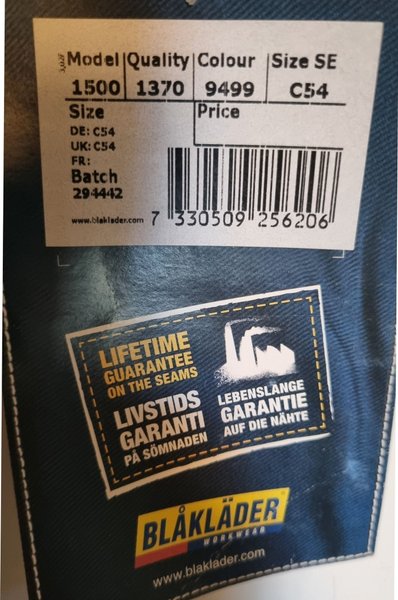 Model Quality Colour Size SE
1500 1370 9499 C54
Size Price
DE: C54
UK: C54
FR:
Batch
294442
www.blaklader.com
7 330509 256206
LIFETIME
GUARANTEE
ON THE SEAMS
LIVSTIDS
GARANTI
PÅ SÖMNADEN
LEBENSLANGE
GARANTIE
AUF DIE NÄHTE
BLÅKLÄDER
WORKWEAR
www.blaklader.com